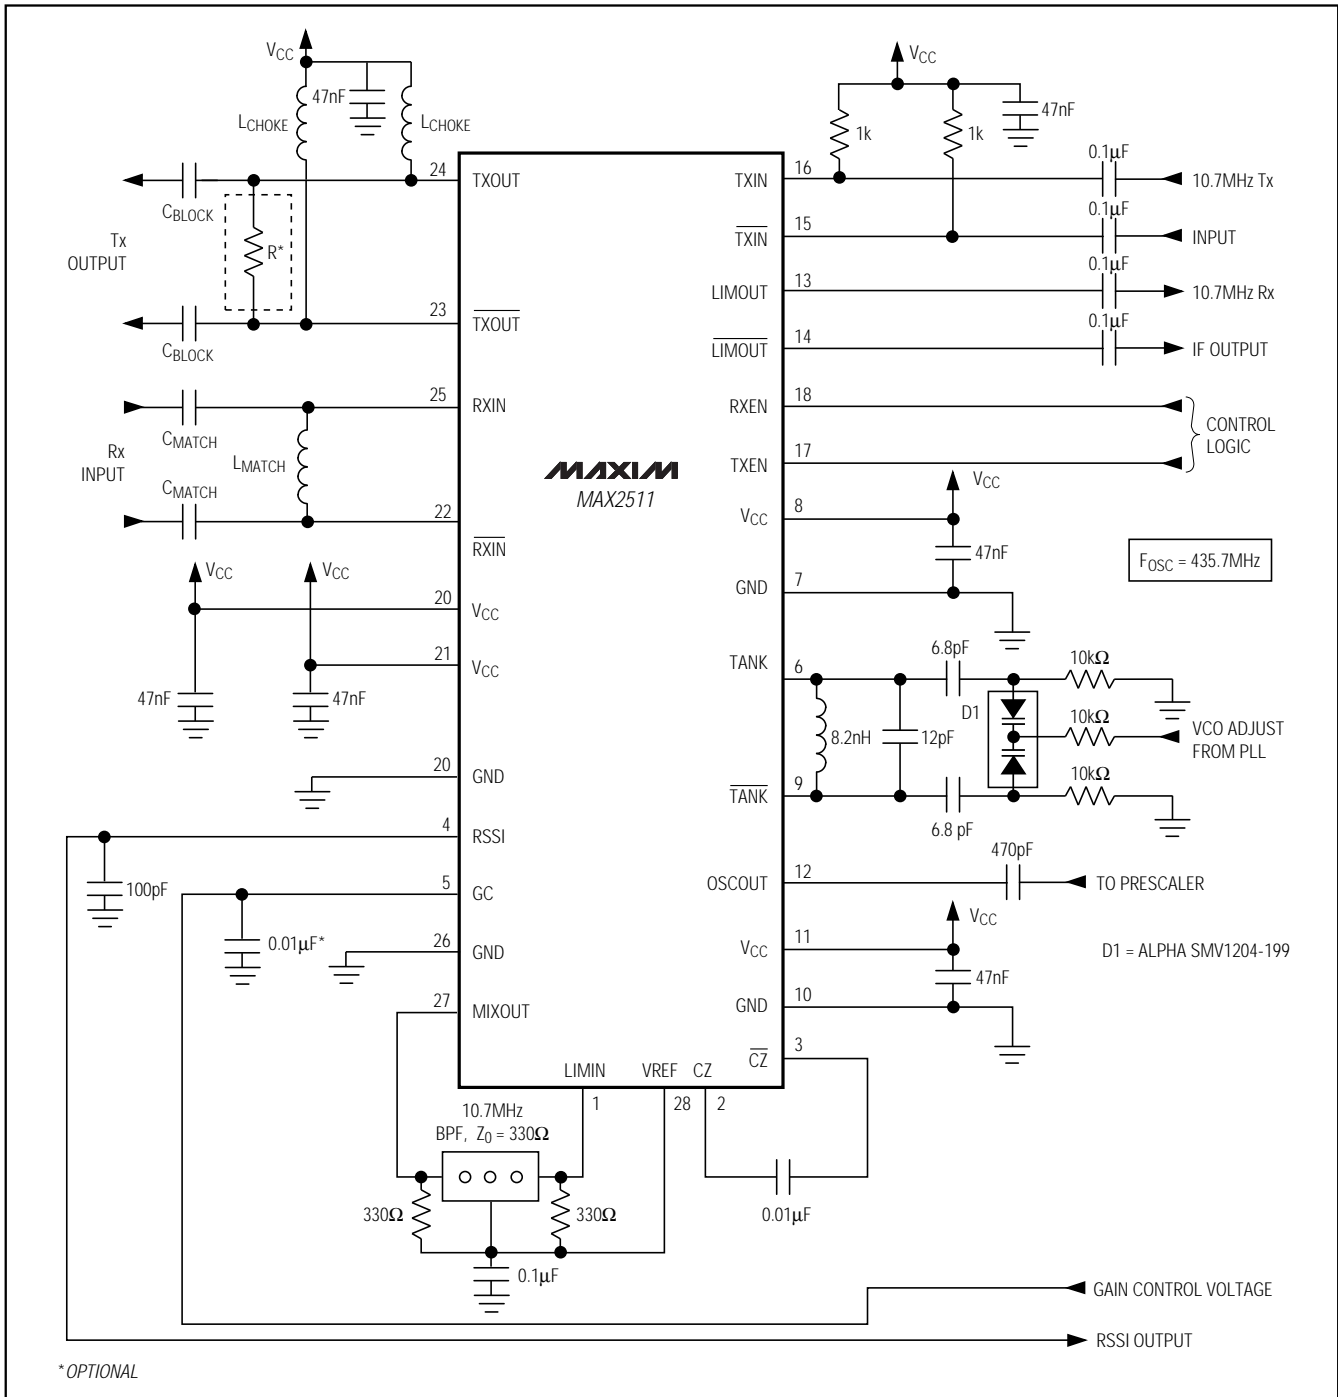 VCC
47nF
LCHOKE
LCHOKE
24
TXOUT
CBLOCK
Tx
OUTPUT
R*
23
TXOUT
CBLOCK
25
RXIN
CMATCH
Rx
INPUT
LMATCH
CMATCH
22
RXIN
VCC
VCC
20
VCC
21
VCC
47nF
47nF
20
GND
4
RSSI
100pF
5
GC
0.01μF*
26
GND
27
MIXOUT
MAXIM
MAX2511
VCC
1k
1k
47nF
16
TXIN
0.1μF
10.7MHz Tx
15
TXIN
0.1μF
INPUT
13
LIMOUT
0.1μF
10.7MHz Rx
14
LIMOUT
0.1μF
IF OUTPUT
18
RXEN
17
TXEN
CONTROL
LOGIC
VCC
8
VCC
47nF
7
GND
FOSC = 435.7MHz
6
TANK
6.8pF
10kΩ
D1
8.2nH
12pF
10kΩ
VCO ADJUST
FROM PLL
10kΩ
9
TANK
6.8 pF
470pF
12
OSCOUT
TO PRESCALER
VCC
11
VCC
D1 = ALPHA SMV1204-199
47nF
10
GND
3
CZ
LIMIN
VREF
CZ
1
28
2
10.7MHz
BPF, Z0 = 330Ω
330Ω
330Ω
0.1μF
0.01μF
GAIN CONTROL VOLTAGE
RSSI OUTPUT
*OPTIONAL